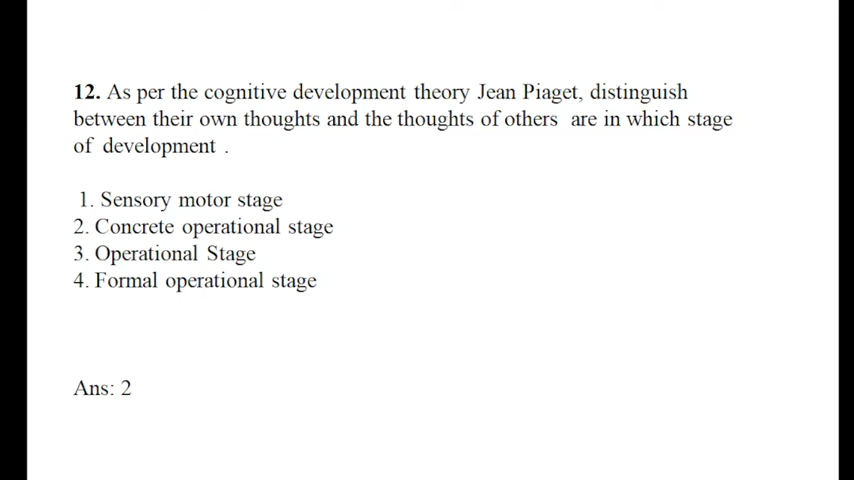 12. As per the cognitive development theory Jean Piaget, distinguish
between their own thoughts and the thoughts of others are in which stage
of development .
1. Sensory motor stage
2. Concrete operational stage
3. Operational Stage
4. Formal operational stage
Ans: 2